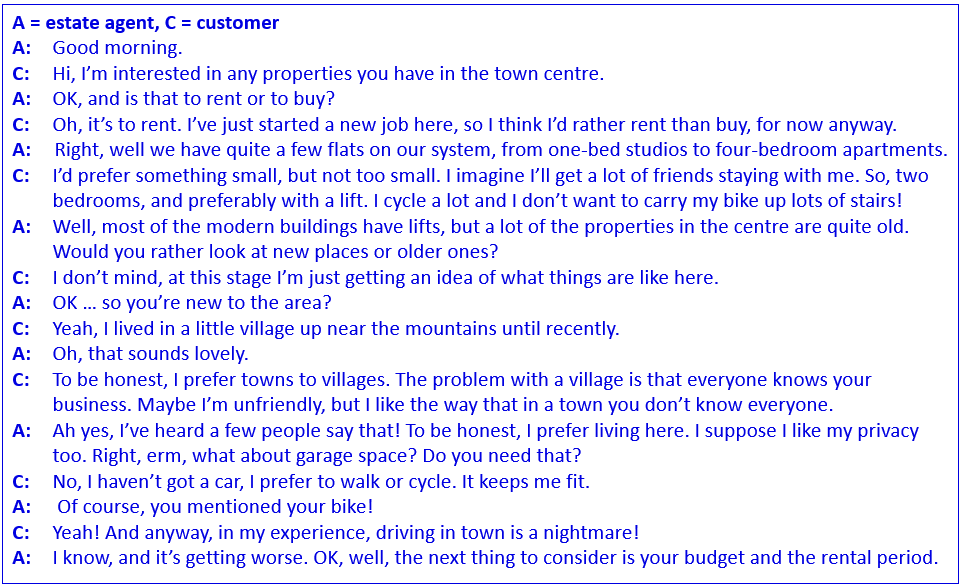 A = estate agent, C = customer
A: Good morning.
C: Hi, I'm interested in any properties you have in the town centre.
A: OK, and is that to rent or to buy?
C: Oh, it's to rent. I've just started a new job here, so I think I'd rather rent than buy, for now anyway.
A: Right, well we have quite a few flats on our system, from one-bed studios to four-bedroom apartments.
C: I'd prefer something small, but not too small. I imagine I'll get a lot of friends staying with me. So, two
bedrooms, and preferably with a lift. I cycle a lot and I don't want to carry my bike up lots of stairs!
A: Well, most of the modern buildings have lifts, but a lot of the properties in the centre are quite old.
Would you rather look at new places or older ones?
C: I don't mind, at this stage I'm just getting an idea of what things are like here.
A: OK … so you're new to the area?
C: Yeah, I lived in a little village up near the mountains until recently.
A: Oh, that sounds lovely.
C: To be honest, I prefer towns to villages. The problem with a village is that everyone knows your
business. Maybe I'm unfriendly, but I like the way that in a town you don't know everyone.
A: Ah yes, I've heard a few people say that! To be honest, I prefer living here. I suppose I like my privacy
too. Right, erm, what about garage space? Do you need that?
C: No, I haven't got a car, I prefer to walk or cycle. It keeps me fit.
A: Of course, you mentioned your bike!
C: Yeah! And anyway, in my experience, driving in town is a nightmare!
A: I know, and it's getting worse. OK, well, the next thing to consider is your budget and the rental period.